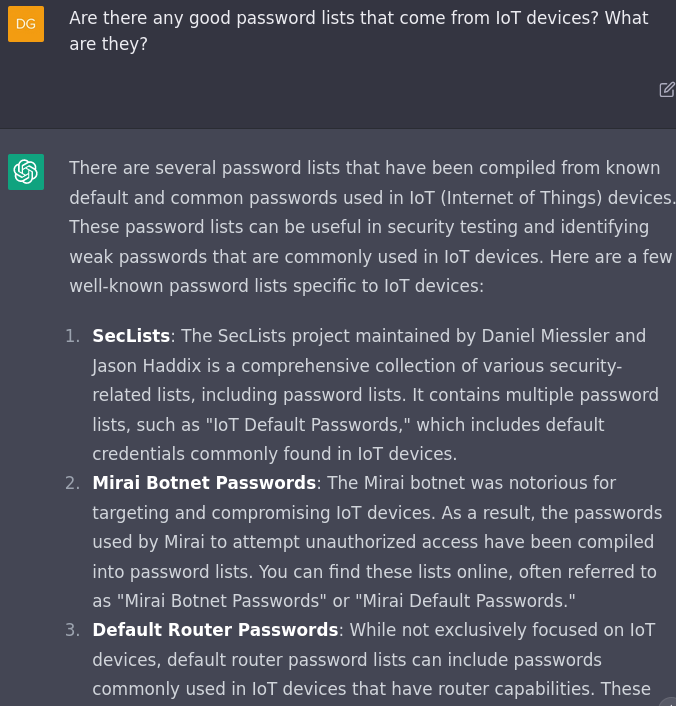 DG
Are there any good password lists that come from IoT devices? What
are they?
There are several password lists that have been compiled from known
default and common passwords used in IoT (Internet of Things) devices.
These password lists can be useful in security testing and identifying
weak passwords that are commonly used in IoT devices. Here are a few
well-known password lists specific to IoT devices:
1. SecLists: The SecLists project maintained by Daniel Miessler and
Jason Haddix is a comprehensive collection of various security-
related lists, including password lists. It contains multiple password
lists, such as "IoT Default Passwords," which includes default
credentials commonly found in IoT devices.
2. Mirai Botnet Passwords: The Mirai botnet was notorious for
targeting and compromising IoT devices. As a result, the passwords
used by Mirai to attempt unauthorized access have been compiled
into password lists. You can find these lists online, often referred to
as "Mirai Botnet Passwords" or "Mirai Default Passwords."
3. Default Router Passwords: While not exclusively focused on IoT
devices, default router password lists can include passwords
commonly used in IoT devices that have router capabilities. These